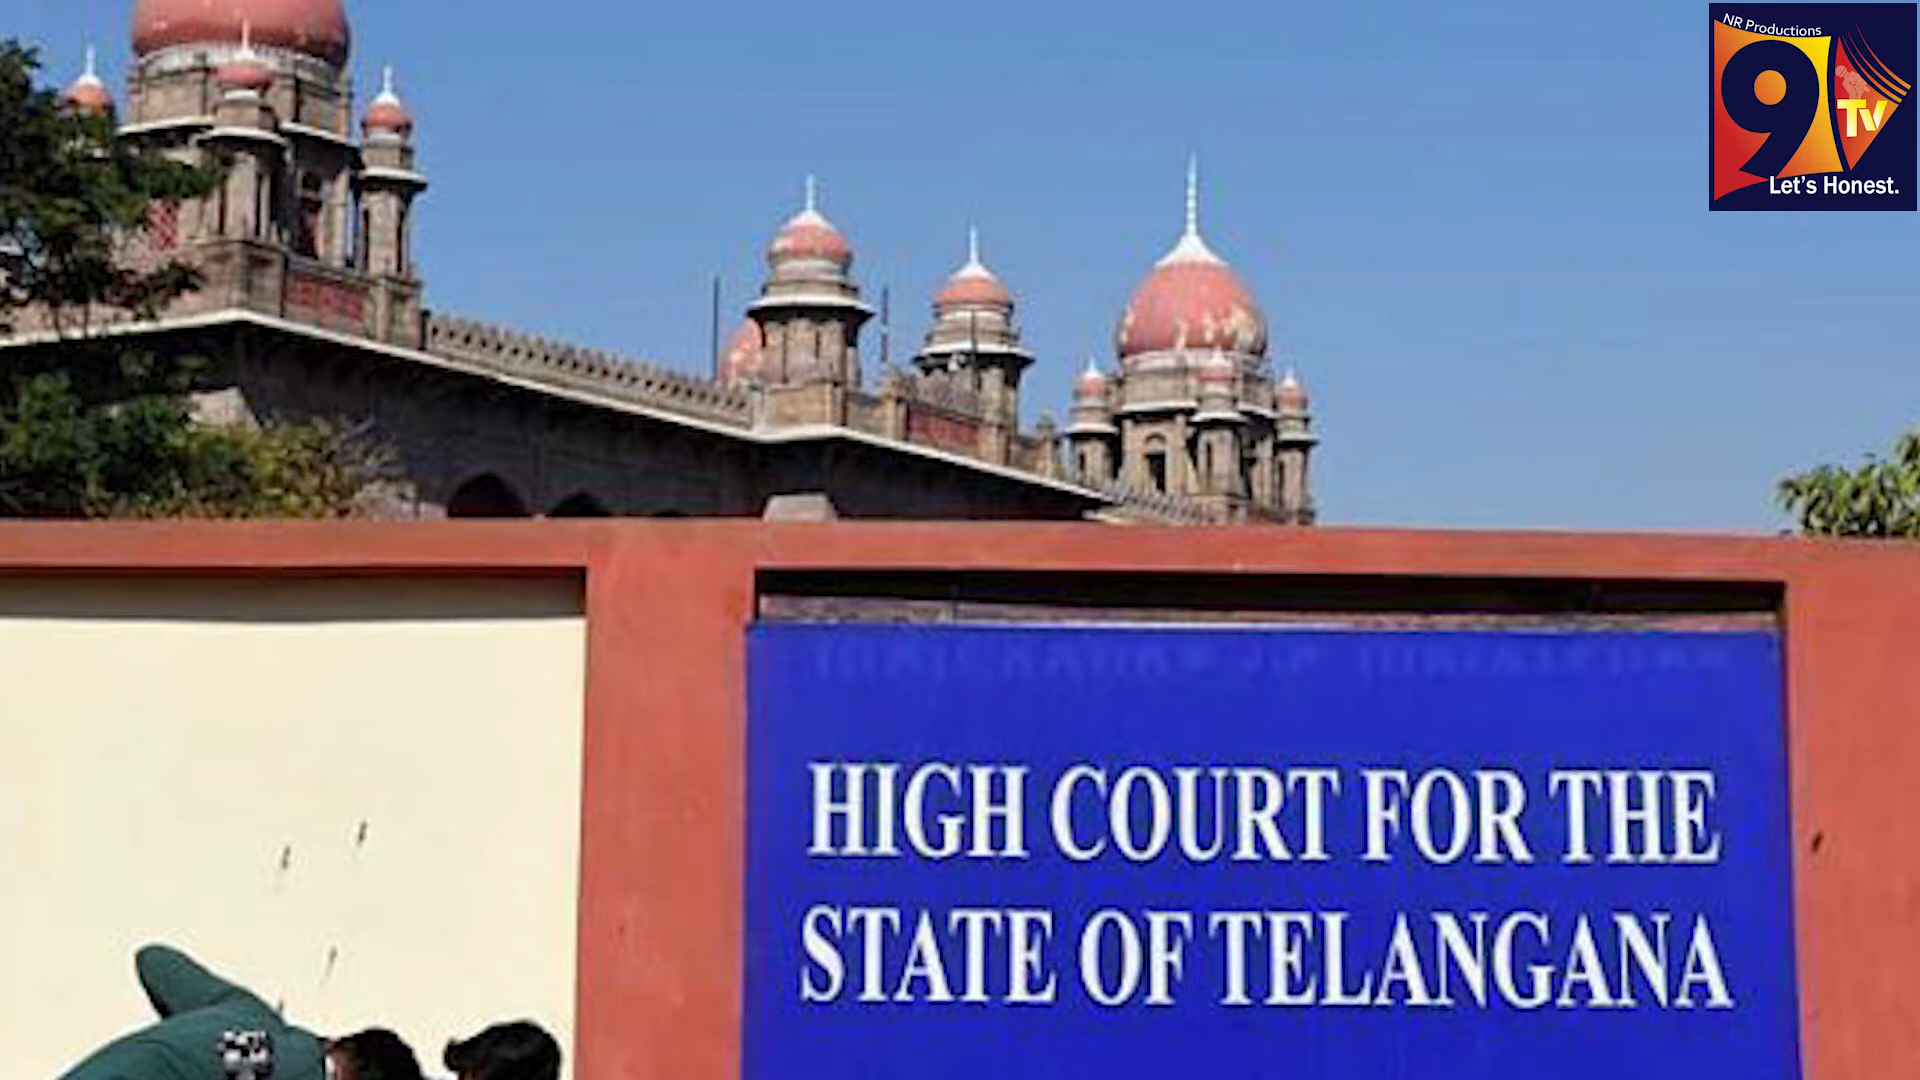 NR Productions
9
TV
Let's Honest.
HIGH COURT FOR THE
STATE OF TELANGANA